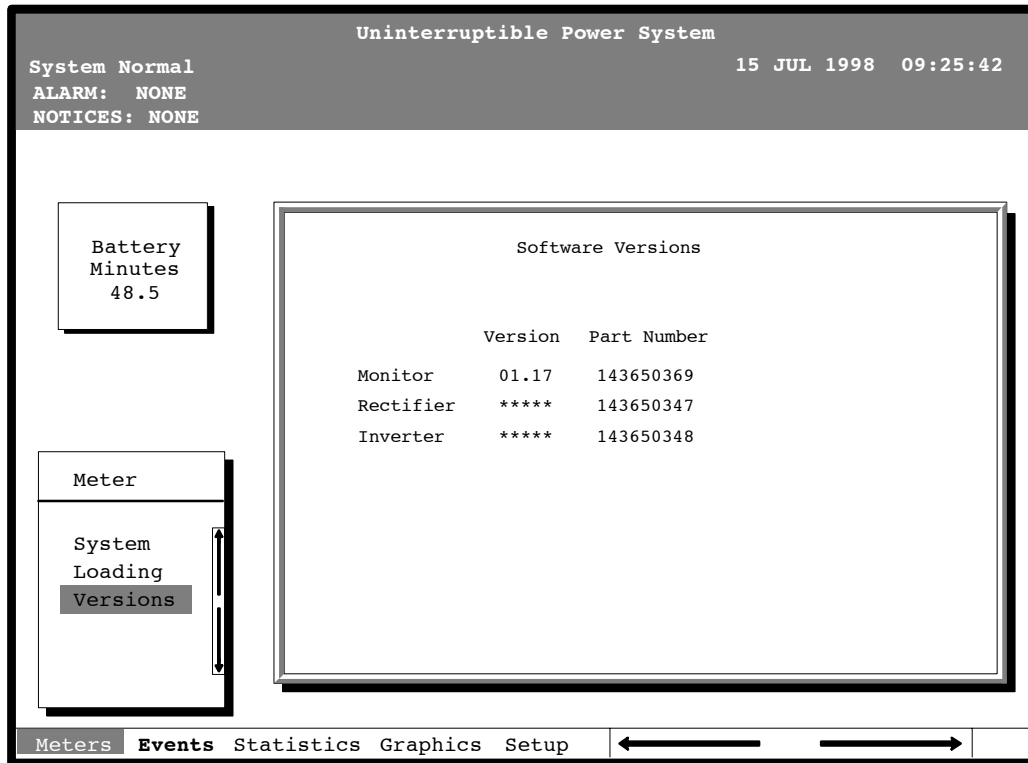 Uninterruptible Power System
System Normal 15 JUL 1998 09:25:42
ALARM: NONE
NOTICES: NONE
Battery
Minutes
48.5
Software Versions
Version Part Number
Monitor 01.17 143650369
Rectifier ***** 143650347
Inverter ***** 143650348
Meter
System
Loading
Versions
Meters Events Statistics Graphics Setup